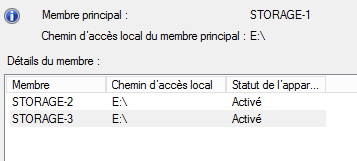 Membre principal : STORAGE-1
Chemin d'accès local du membre principal : E:\
Détails du membre :
Membre Chemin d'accès local Statut de l'appar...
STORAGE-2 E:\ Activé
STORAGE-3 E:\ Activé